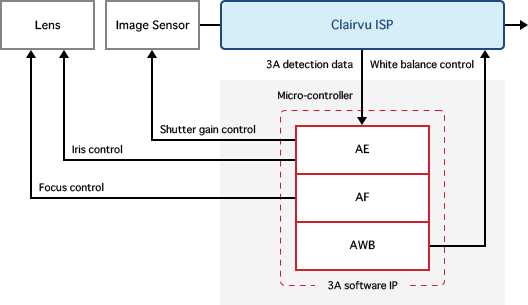 Lens
Image Sensor
Clairvu ISP
3A detection data
White balance control
Micro-controller
Shutter gain control
AE
Iris control
Focus control
AF
AWB
3A software IP